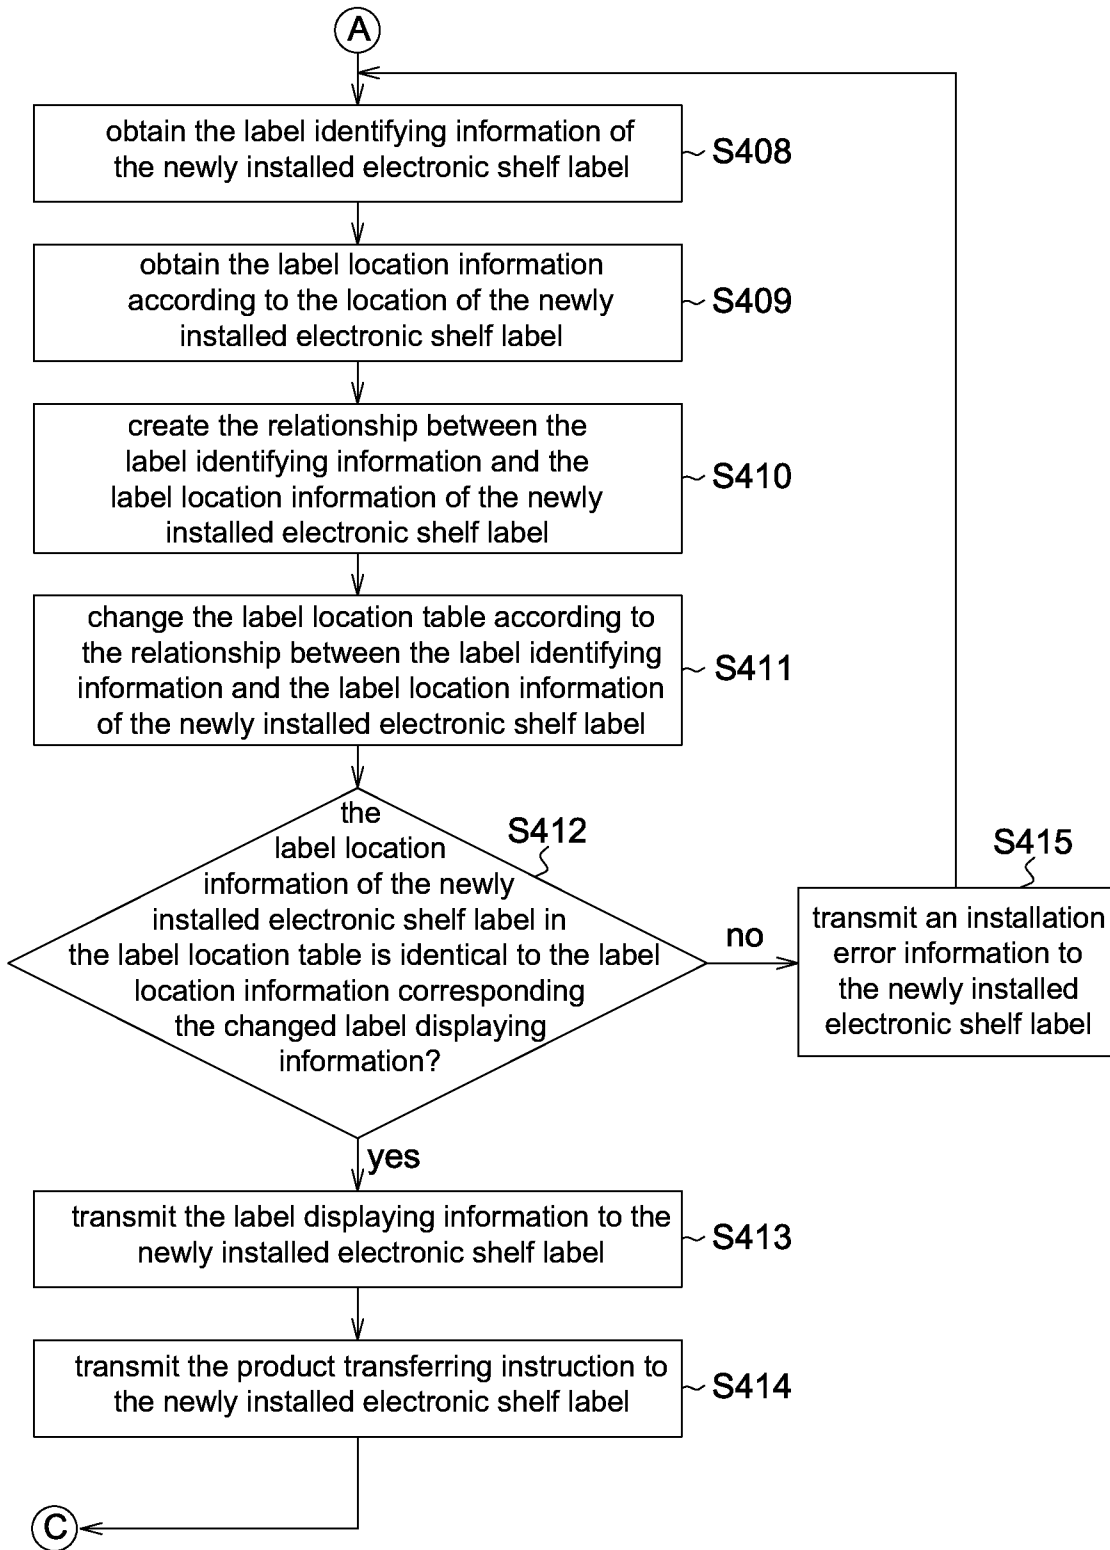 A
obtain the label identifying information of
the newly installed electronic shelf label
S408
obtain the label location information
according to the location of the newly
installed electronic shelf label
S409
create the relationship between the
label identifying information and the
label location information of the newly
installed electronic shelf label
S410
change the label location table according to
the relationship between the label identifying
information and the label location information
of the newly installed electronic shelf label
S411
the
label location
information of the newly
installed electronic shelf label in
the label location table is identical to the label
location information corresponding
the changed label displaying
information?
S412
no
S415
transmit an installation
error information to
the newly installed
electronic shelf label
yes
transmit the label displaying information to the
newly installed electronic shelf label
S413
transmit the product transferring instruction to
the newly installed electronic shelf label
S414
C